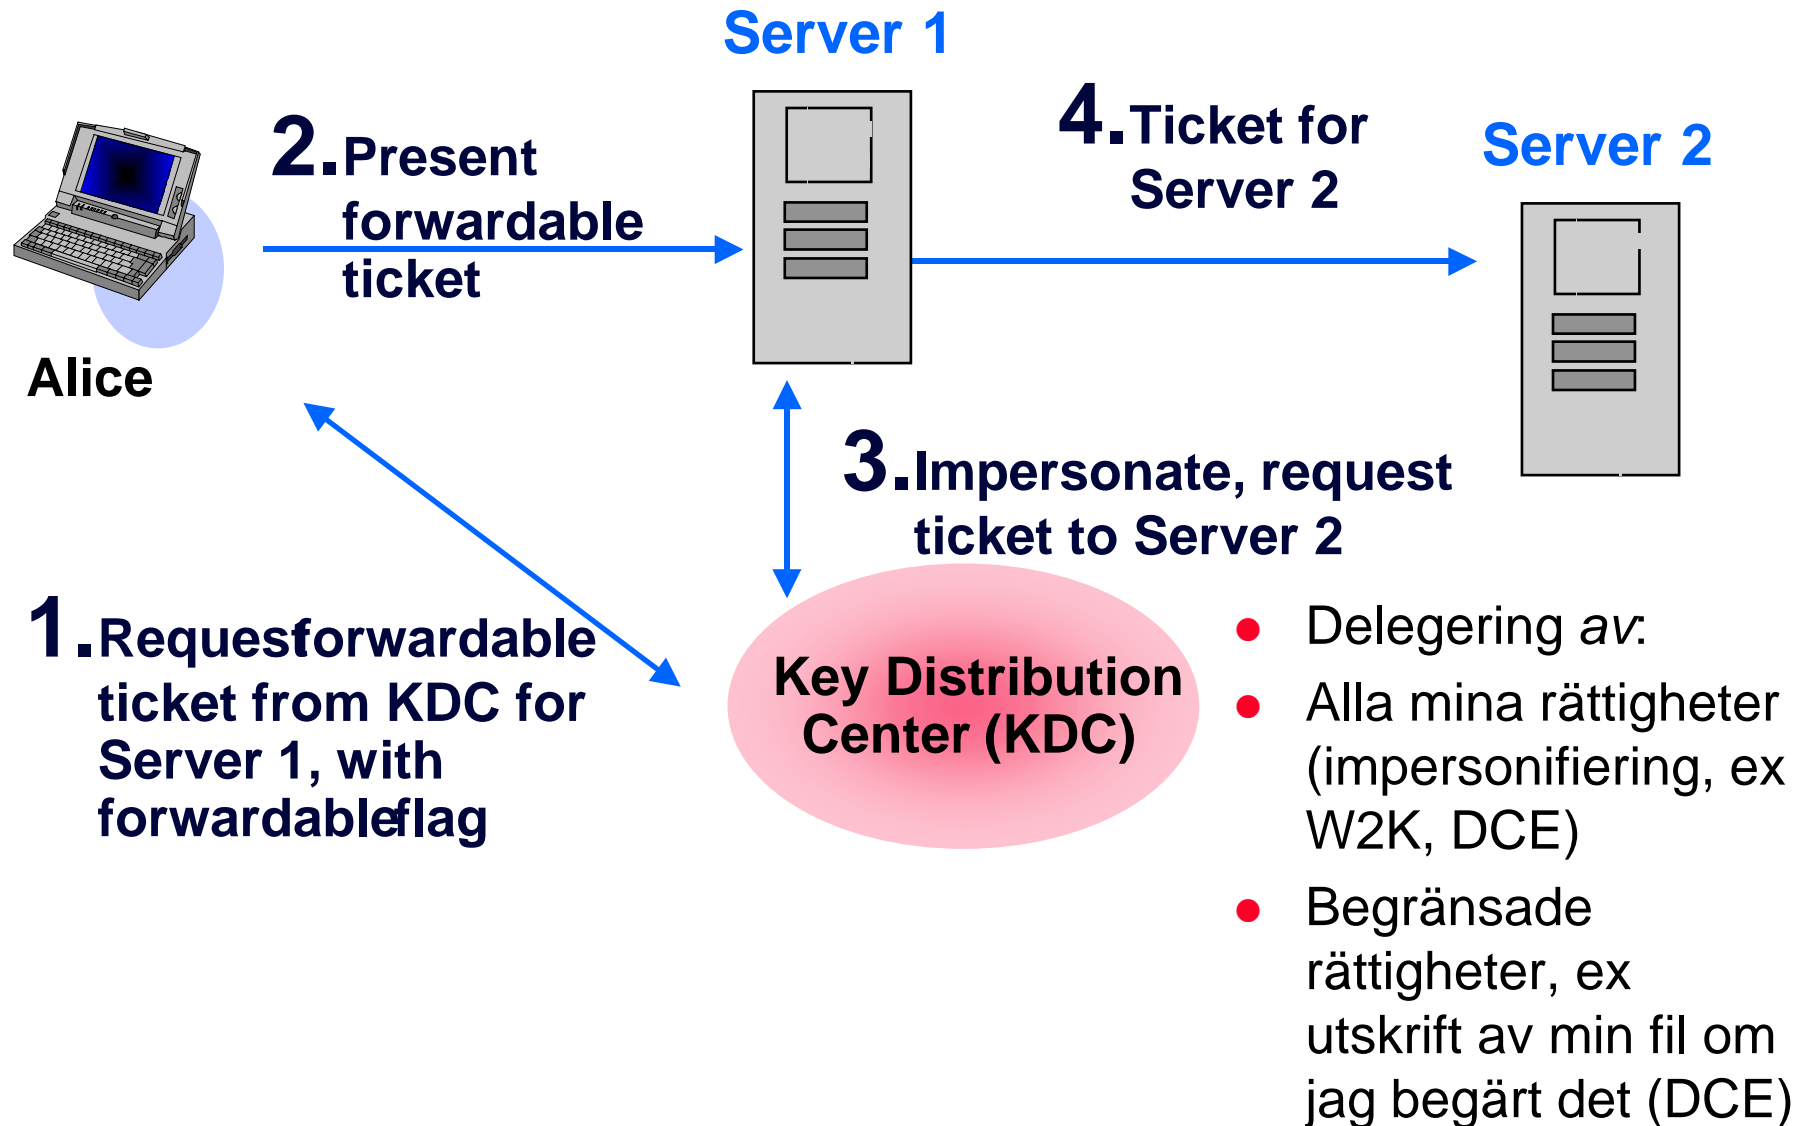 Server 1
2.Present
forwardable
ticket
4.Ticket for
Server 2
Server 2
Alice
3.Impersonate, request
ticket to Server 2
1.Request forwardable
ticket from KDC for
Server 1, with
forwardable flag
Key Distribution
Center (KDC)
● Delegering av:
● Alla mina rättigheter
(impersonifiering, ex
W2K, DCE)
● Begränsade
rättigheter, ex
utskrift av min fil om
jag begärt det (DCE)